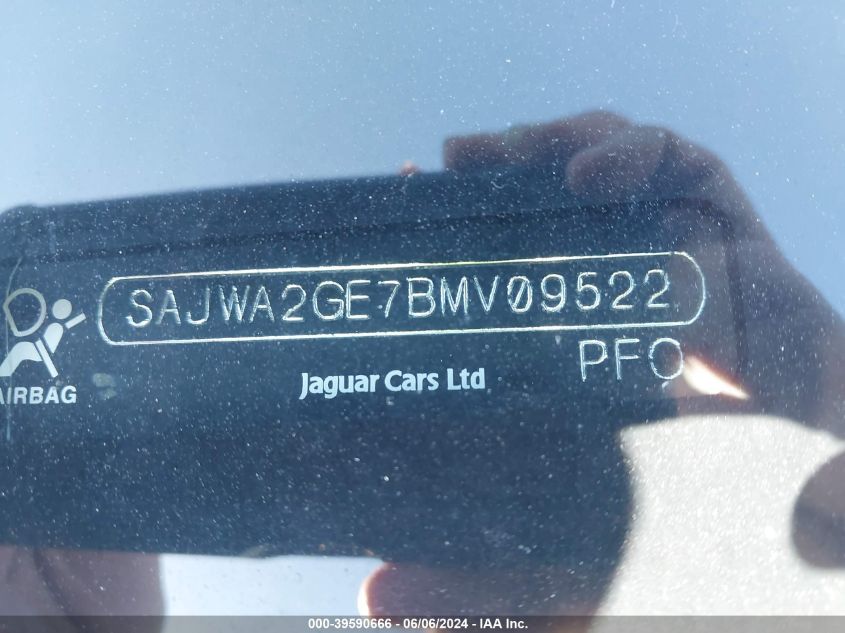 SAJWA2GE7BMV09522
PFO
Jaguar Cars Ltd
AIRBAG
000-39590666 - 06/06/2024 - IAA Inc.